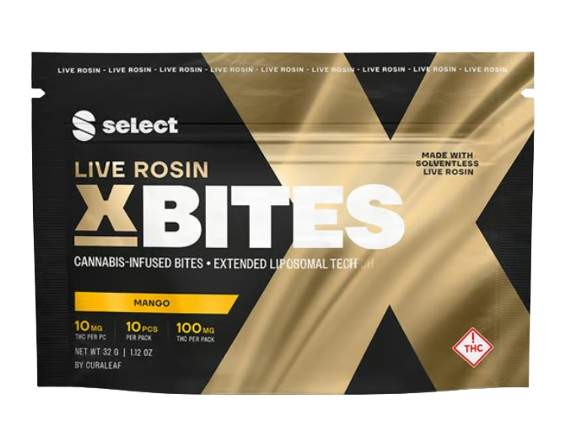 LIVE ROSIN - LIVE ROSIN - LIVE ROSIN - LIVE ROSIN - LIVE ROSIN - LIVE ROSIN - LIVE ROSIN - LIVE ROSIN - LIVE ROSIN
select
MADE WITH
SOLVENTLESS
LIVE ROSIN
LIVE ROSIN
XBITES
CANNABIS-INFUSED BITES • EXTENDED LIPOSOMAL TECH
MANGO
10MG
THC PER PC
10PCS
PER PACK
100MG
THC PER PACK
NET WT 32 G | 1.12 OZ
BY CURALEAF
!
THC